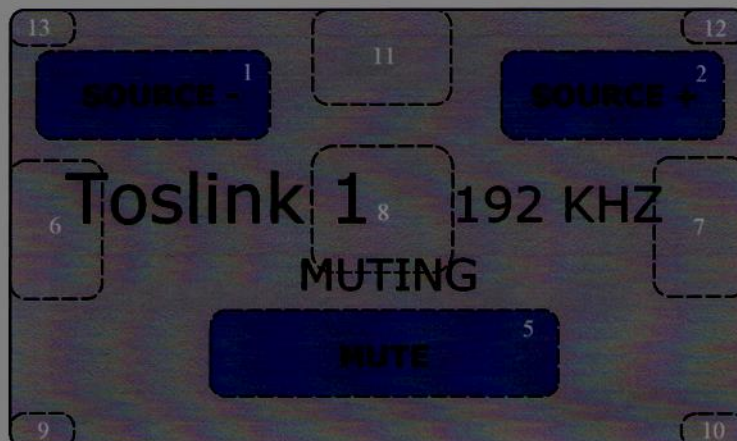 13 11 12
SOURCE - 1
SOURCE + 2
Toslink 1 8 192 KHZ
6 7
MUTING
MUTE 5
9 10